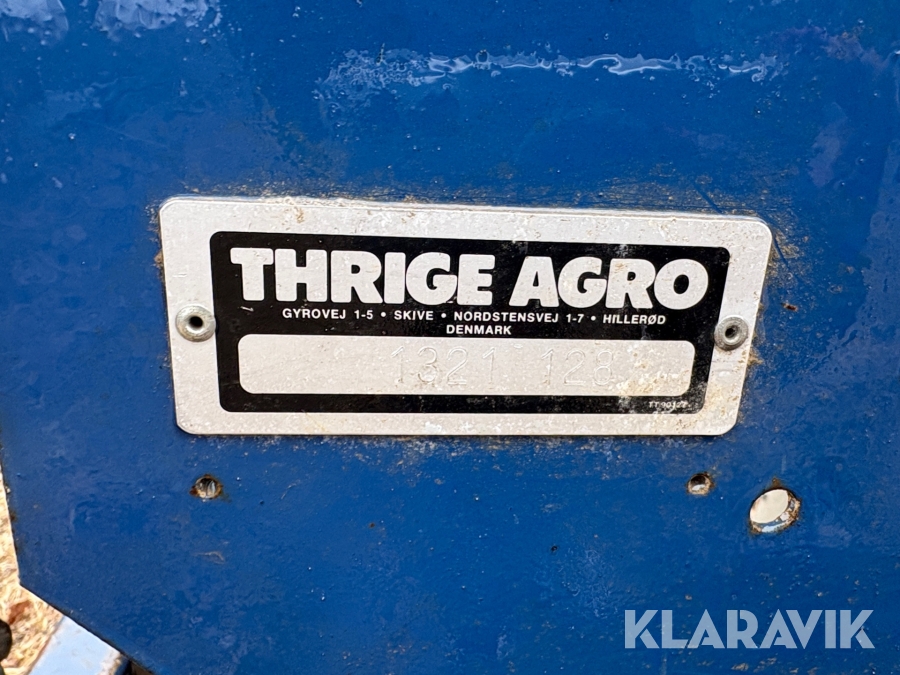 THRIGE AGRO
GYROVEJ 1-5 • SKIVE • NORDSTENSVEJ 1-7 • HILLERØD
DENMARK
1321 128
KLARAVIK